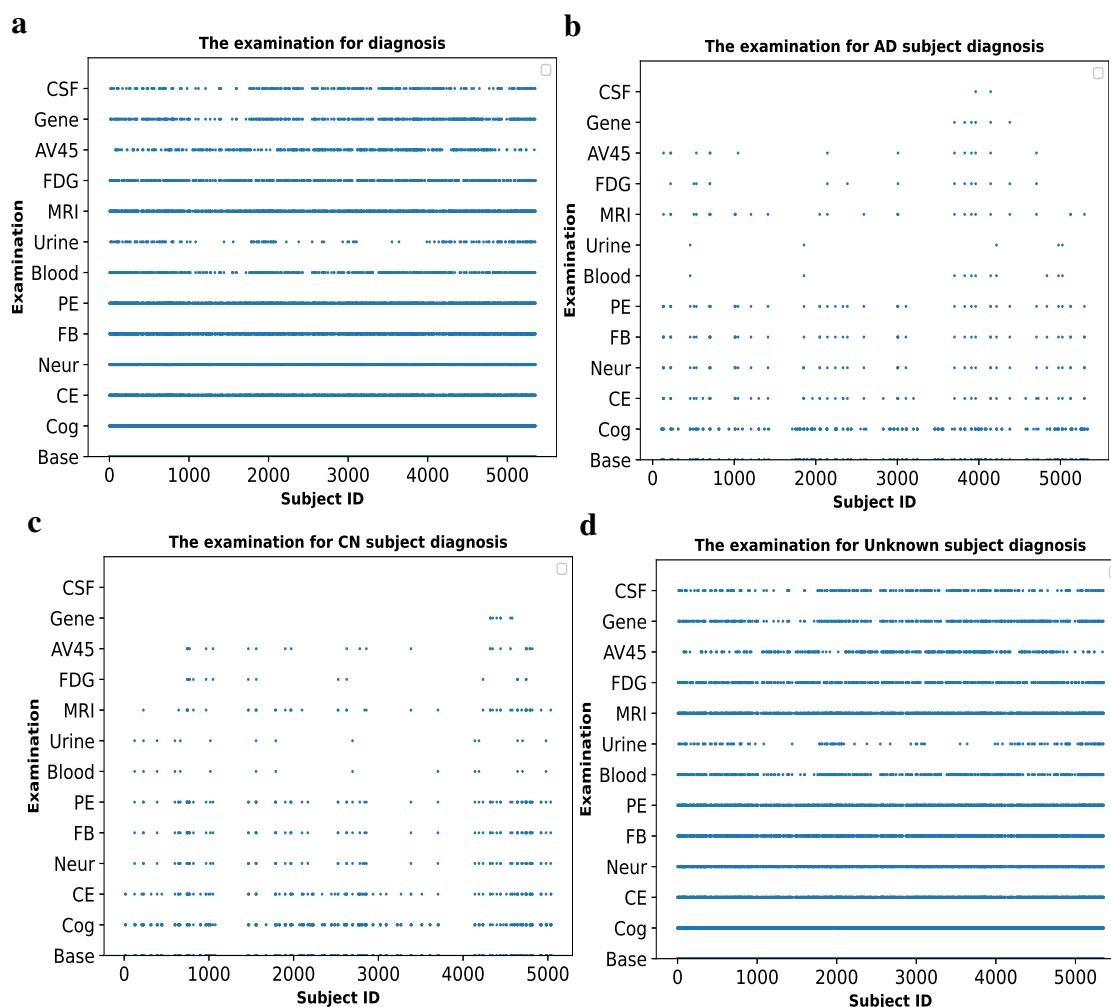 a
The examination for diagnosis
Examination
CSF
Gene
AV45
FDG
MRI
Urine
Blood
PE
FB
Neur
CE
Cog
Base
0 1000 2000 3000 4000 5000
Subject ID
b
The examination for AD subject diagnosis
Examination
CSF
Gene
AV45
FDG
MRI
Urine
Blood
PE
FB
Neur
CE
Cog
Base
0 1000 2000 3000 4000 5000
Subject ID
c
The examination for CN subject diagnosis
Examination
CSF
Gene
AV45
FDG
MRI
Urine
Blood
PE
FB
Neur
CE
Cog
Base
0 1000 2000 3000 4000 5000
Subject ID
d
The examination for Unknown subject diagnosis
Examination
CSF
Gene
AV45
FDG
MRI
Urine
Blood
PE
FB
Neur
CE
Cog
Base
0 1000 2000 3000 4000 5000
Subject ID